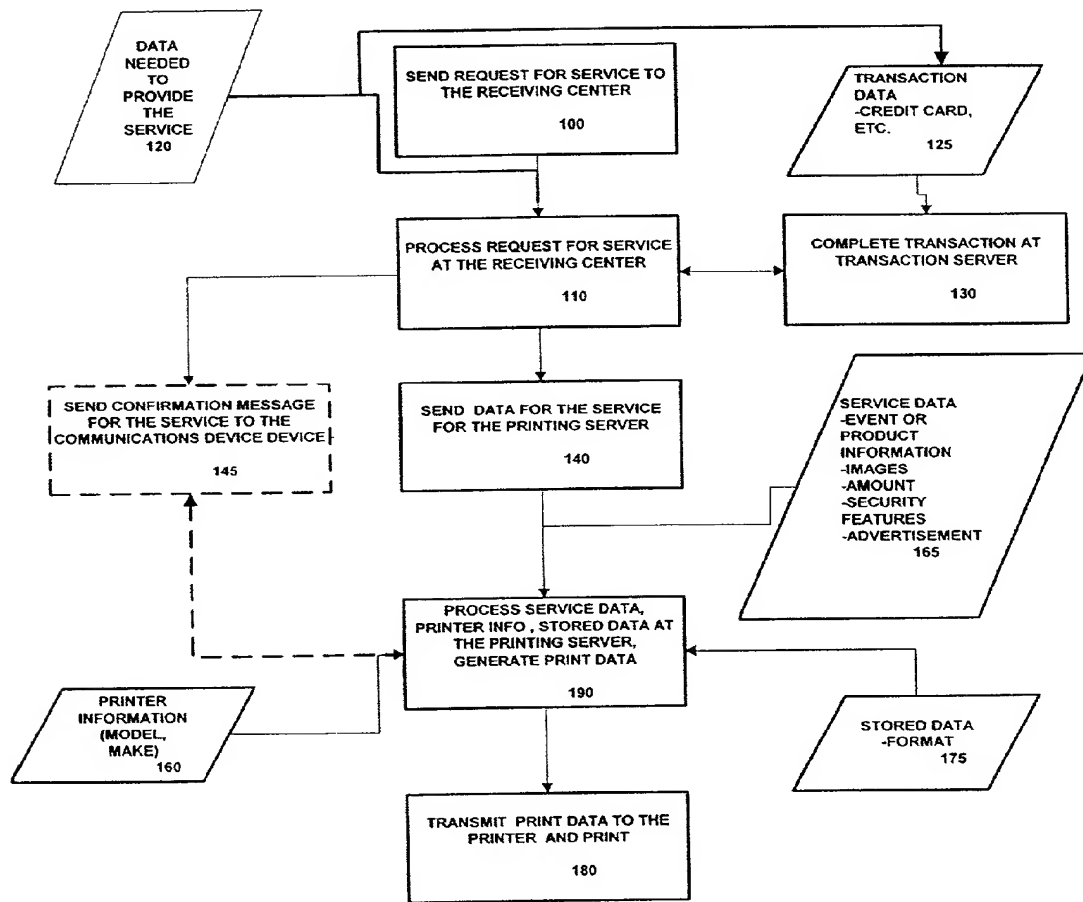 DATA
NEEDED
TO
PROVIDE
THE
SERVICE
120
SEND REQUEST FOR SERVICE TO
THE RECEIVING CENTER
100
TRANSACTION
DATA
-CREDIT CARD,
ETC.
125
PROCESS REQUEST FOR SERVICE
AT THE RECEIVING CENTER
110
COMPLETE TRANSACTION AT
TRANSACTION SERVER
130
SEND CONFIRMATION MESSAGE
FOR THE SERVICE TO THE
COMMUNICATIONS DEVICE DEVICE
145
SEND DATA FOR THE SERVICE
FOR THE PRINTING SERVER
140
SERVICE DATA
-EVENT OR
PRODUCT
INFORMATION
-IMAGES
-AMOUNT
-SECURITY
FEATURES
-ADVERTISEMENT
165
PROCESS SERVICE DATA,
PRINTER INFO , STORED DATA AT
THE PRINTING SERVER,
GENERATE PRINT DATA
190
PRINTER
INFORMATION
(MODEL,
MAKE)
160
STORED DATA
-FORMAT
175
TRANSMIT PRINT DATA TO THE
PRINTER AND PRINT
180